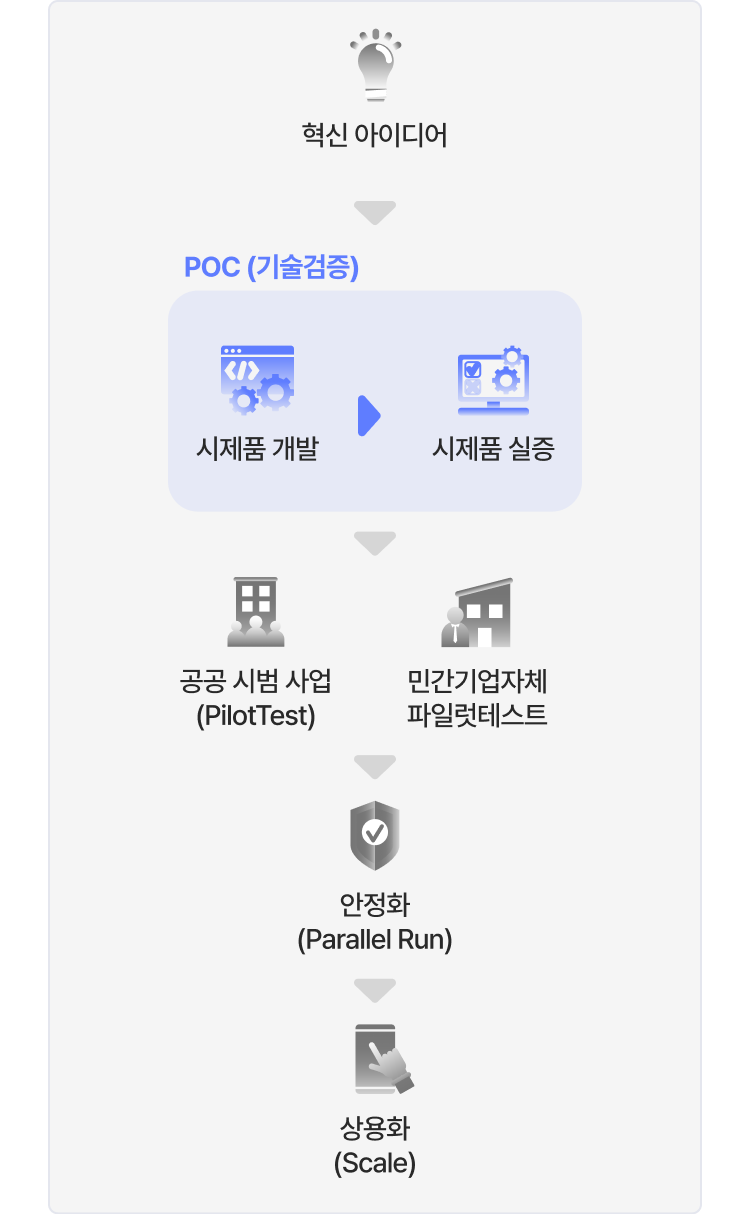 혁신 아이디어
POC (기술검증)
</>
시제품 개발
시제품 실증
공공 시범 사업
(PilotTest)
민간기업자체
파일럿테스트
안정화
(Parallel Run)
상용화
(Scale)